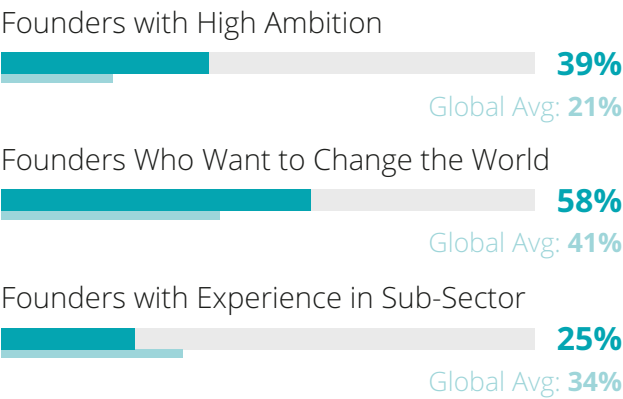 Founders with High Ambition
39%
Global Avg: 21%
Founders Who Want to Change the World
58%
Global Avg: 41%
Founders with Experience in Sub-Sector
25%
Global Avg: 34%